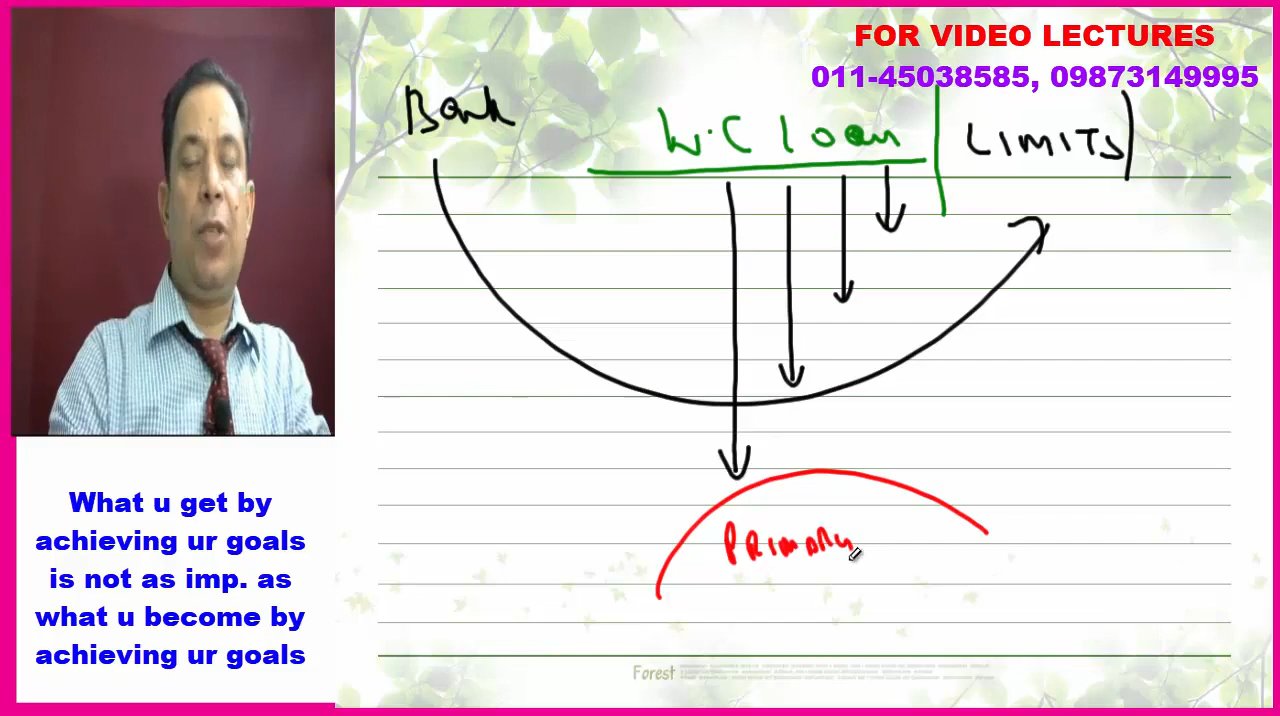 FOR VIDEO LECTURES
011-45038585, 09873149995
Bank W.C loan LIMITS
PRIMARY
What u get by
achieving ur goals
is not as imp. as
what u become by
achieving ur goals
Forest